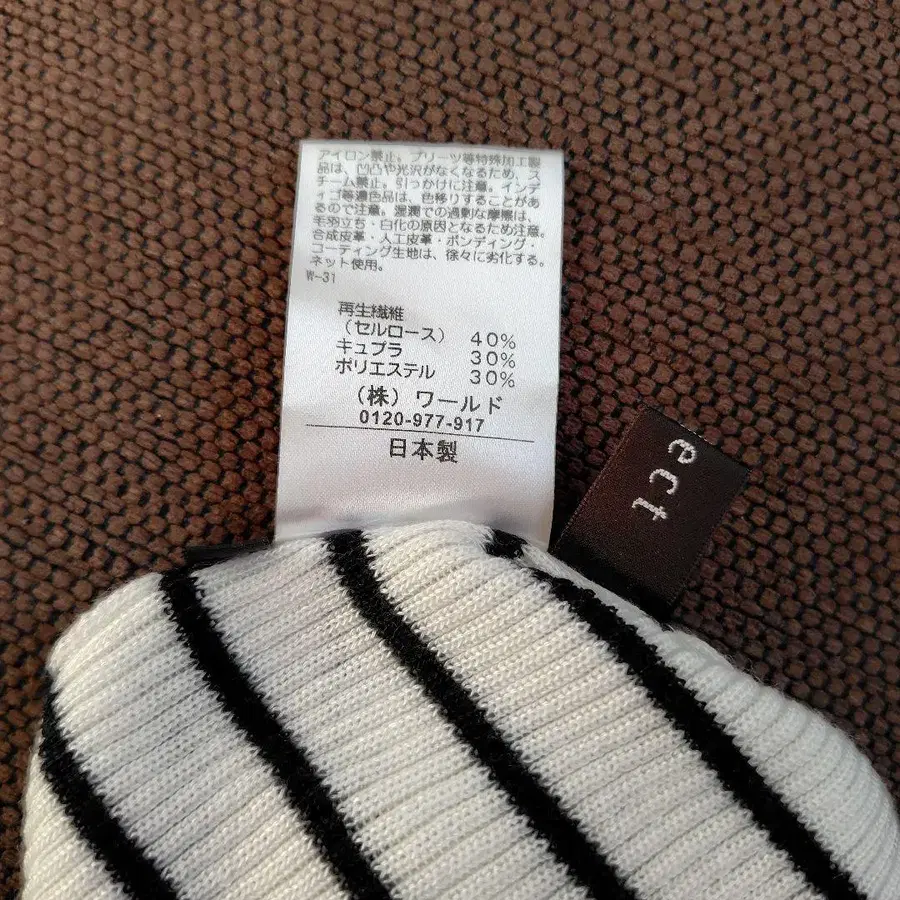 アイロン禁止。プリーツ等特殊加工製
品は、凹凸や光沢がなくなるため、ス
チーム禁止。引っかけに注意。インデ
ィゴ等濃色品は、色移りすることがあ
るので注意。湿潤での過剰な摩擦は、
毛羽立ち・白化の原因となるため注意。
合成皮革・人工皮革・ボンディング・
コーティング生地は、徐々に劣化する。
ネット使用。
W-31
再生繊維
（セルロース） 40%
キュプラ 30%
ポリエステル 30%
（株）ワールド
0120-977-917
日本製
ect